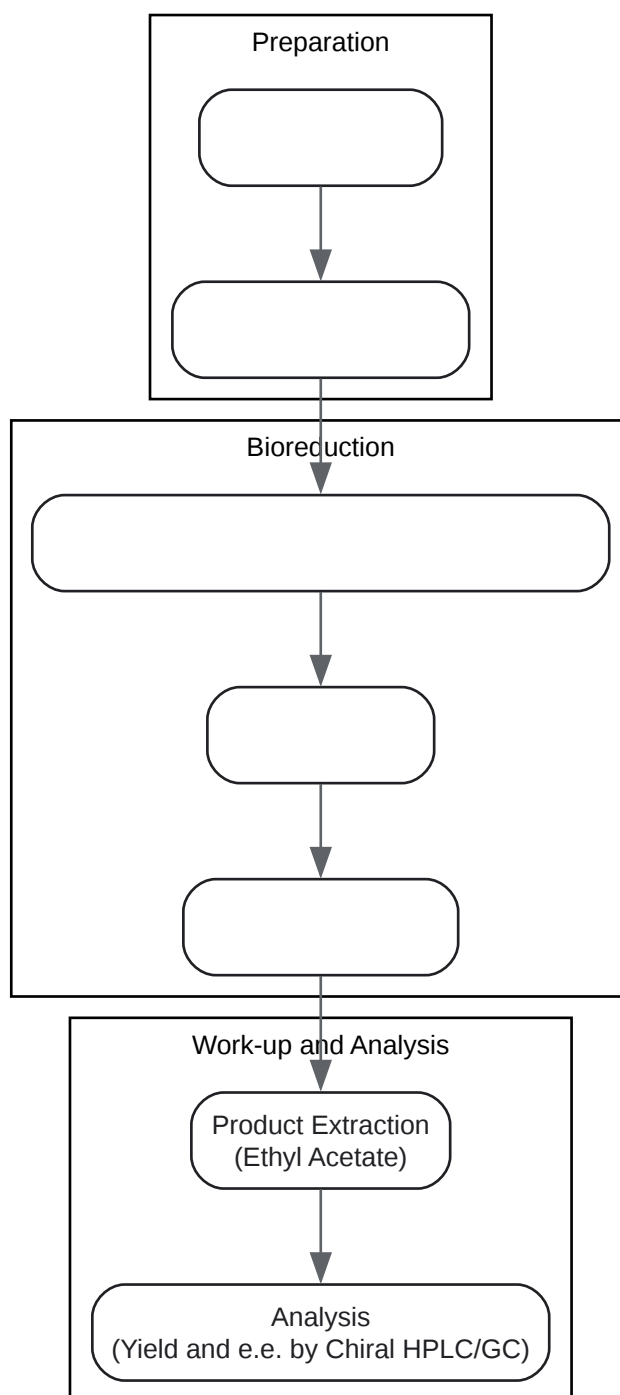 Preparation
Bioreduction
Work-up and Analysis
Product Extraction
(Ethyl Acetate)
Analysis
(Yield and e.e. by Chiral HPLC/GC)